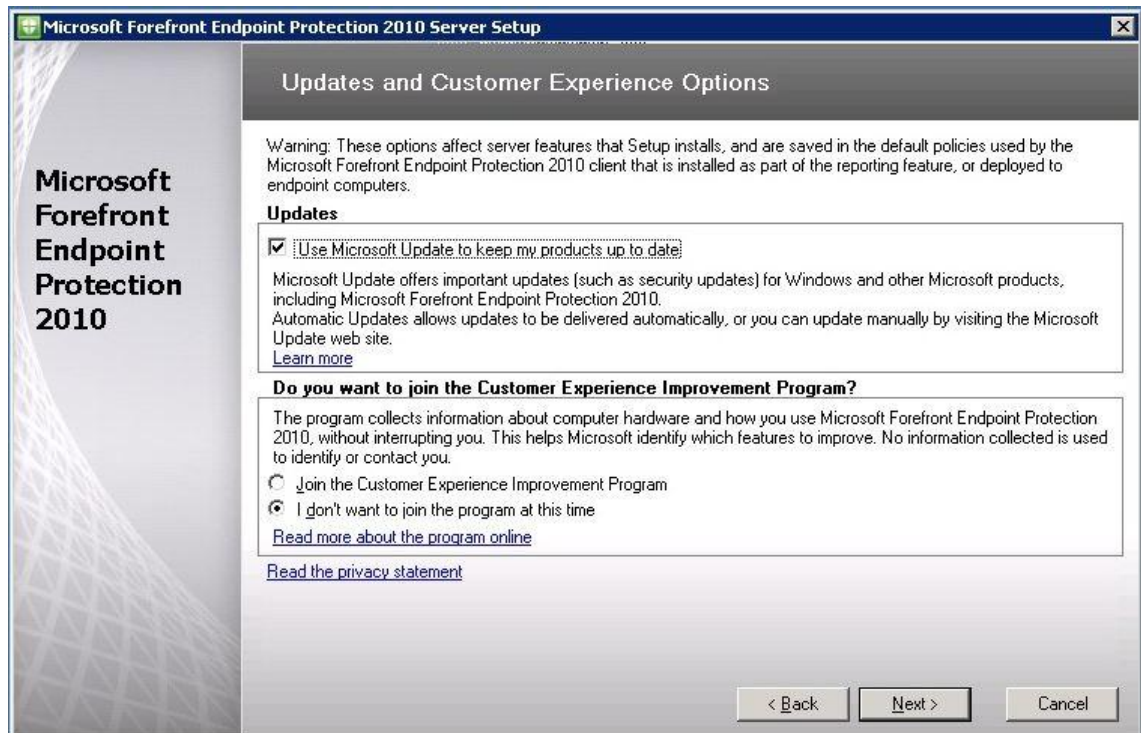 Microsoft Forefront Endpoint Protection 2010 Server Setup
Updates and Customer Experience Options
Microsoft
Forefront
Endpoint
Protection
2010
Warning: These options affect server features that Setup installs, and are saved in the default policies used by the
Microsoft Forefront Endpoint Protection 2010 client that is installed as part of the reporting feature, or deployed to
endpoint computers.
Updates
Use Microsoft Update to keep my products up to date
Microsoft Update offers important updates (such as security updates) for Windows and other Microsoft products,
including Microsoft Forefront Endpoint Protection 2010.
Automatic Updates allows updates to be delivered automatically, or you can update manually by visiting the Microsoft
Update web site.
Learn more
Do you want to join the Customer Experience Improvement Program?
The program collects information about computer hardware and how you use Microsoft Forefront Endpoint Protection
2010, without interrupting you. This helps Microsoft identify which features to improve. No information collected is used
to identify or contact you.
Join the Customer Experience Improvement Program
I don't want to join the program at this time
Read more about the program online
Read the privacy statement
< Back
Next >
Cancel